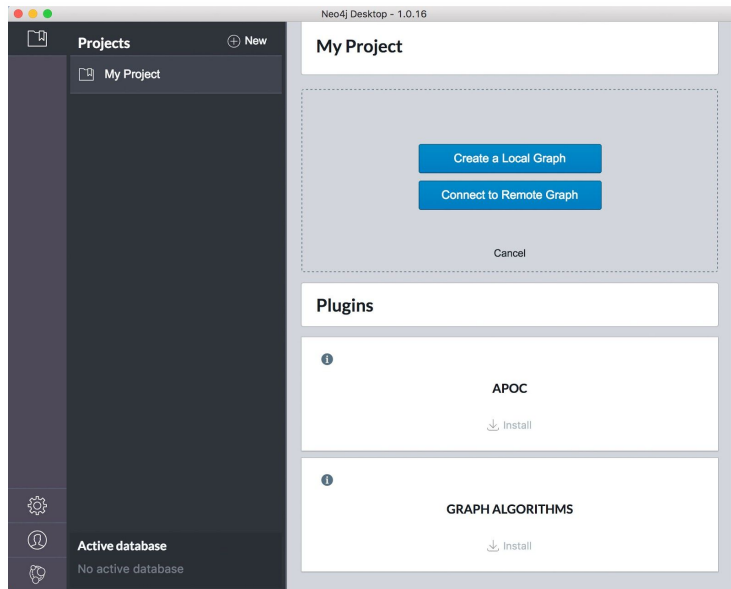 Neo4j Desktop - 1.0.16
Projects
New
My Project
Active database
No active database
My Project
Create a Local Graph
Connect to Remote Graph
Cancel
Plugins
APOC
Install
GRAPH ALGORITHMS
Install